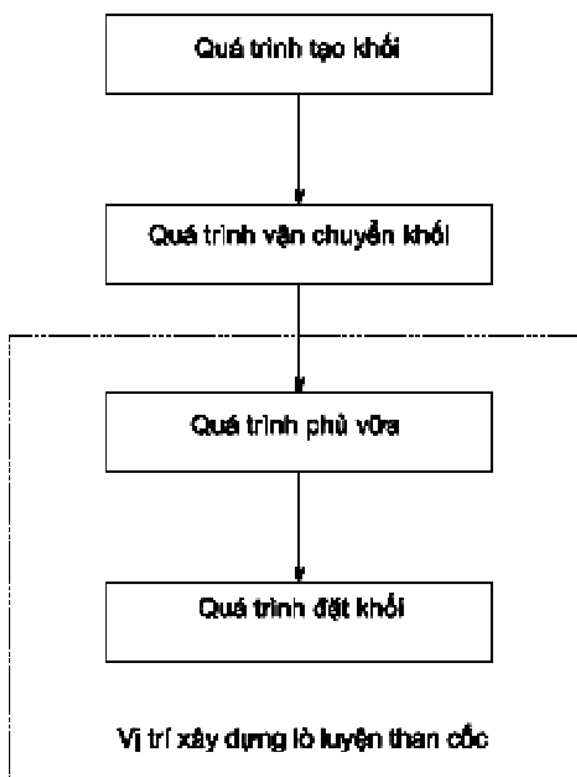 Quá trình tạo khối
Quá trình vận chuyển khối
Quá trình phủ vữa
Quá trình đặt khối
Vị trí xây dựng lò luyện than cốc